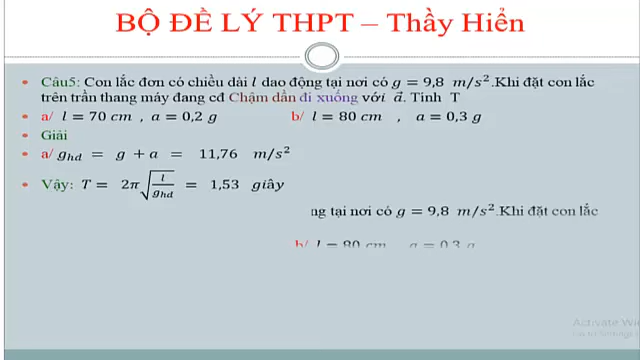 BỘ ĐỀ LÝ THPT – Thầy Hiển
Câu5: Con lắc đơn có chiều dài l dao động tại nơi có g = 9,8 m/s².Khi đặt con lắc
trên trần thang máy đang cđ Chậm dần đi xuống với a⃗. Tính T
a/ l = 70 cm , a = 0,2 g b/ l = 80 cm , a = 0,3 g
Giải
a/ g_hd = g + a = 11,76 m/s²
Vậy: T = 2π√(l/g_hd) = 1,53 giây
ng tại nơi có g = 9,8 m/s².Khi đặt con lắc
b/ l = 80 cm a = 0,3 g
Activate Wi